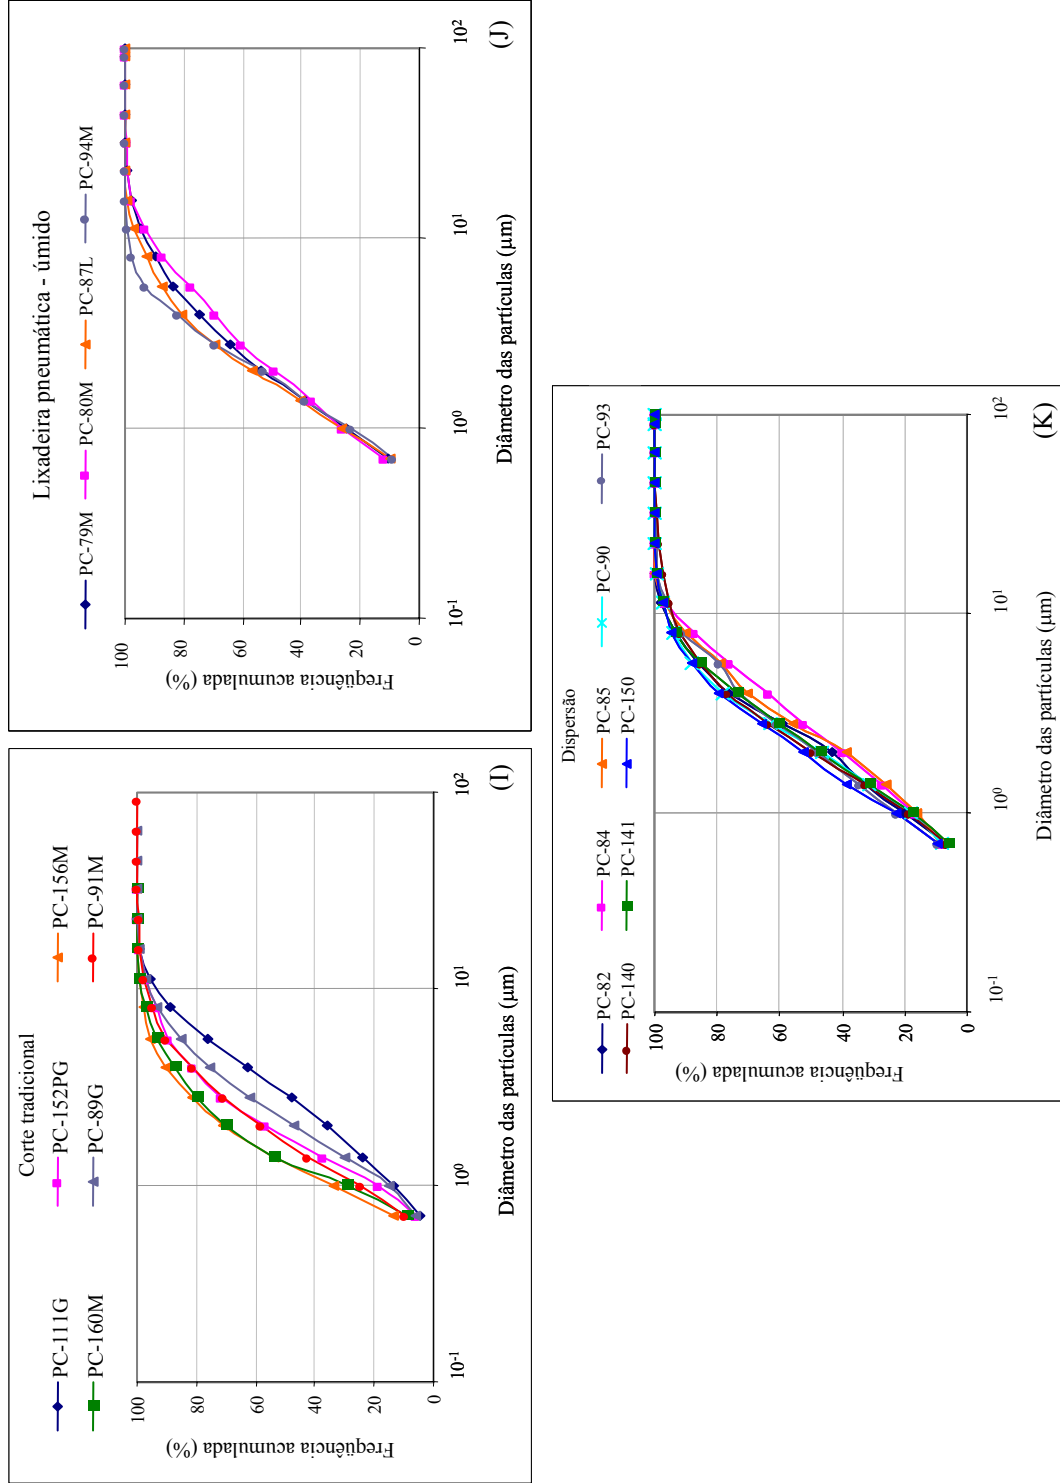 Corte tradicional
PC-111G PC-152PG PC-156M
PC-160M PC-89G PC-91M
Freqüência acumulada (%)
100
80
60
40
20
0
10-1 100 101 102
Diâmetro das partículas (μm)
(I)
Lixadeira pneumática - úmido
PC-79M PC-80M PC-87L PC-94M
Freqüência acumulada (%)
100
80
60
40
20
0
10-1 100 101 102
Diâmetro das partículas (μm)
(J)
Dispersão
PC-82 PC-84 PC-85 PC-90 PC-93
PC-140 PC-141 PC-150
Freqüência acumulada (%)
100
80
60
40
20
0
10-1 100 101 102
Diâmetro das partículas (μm)
(K)